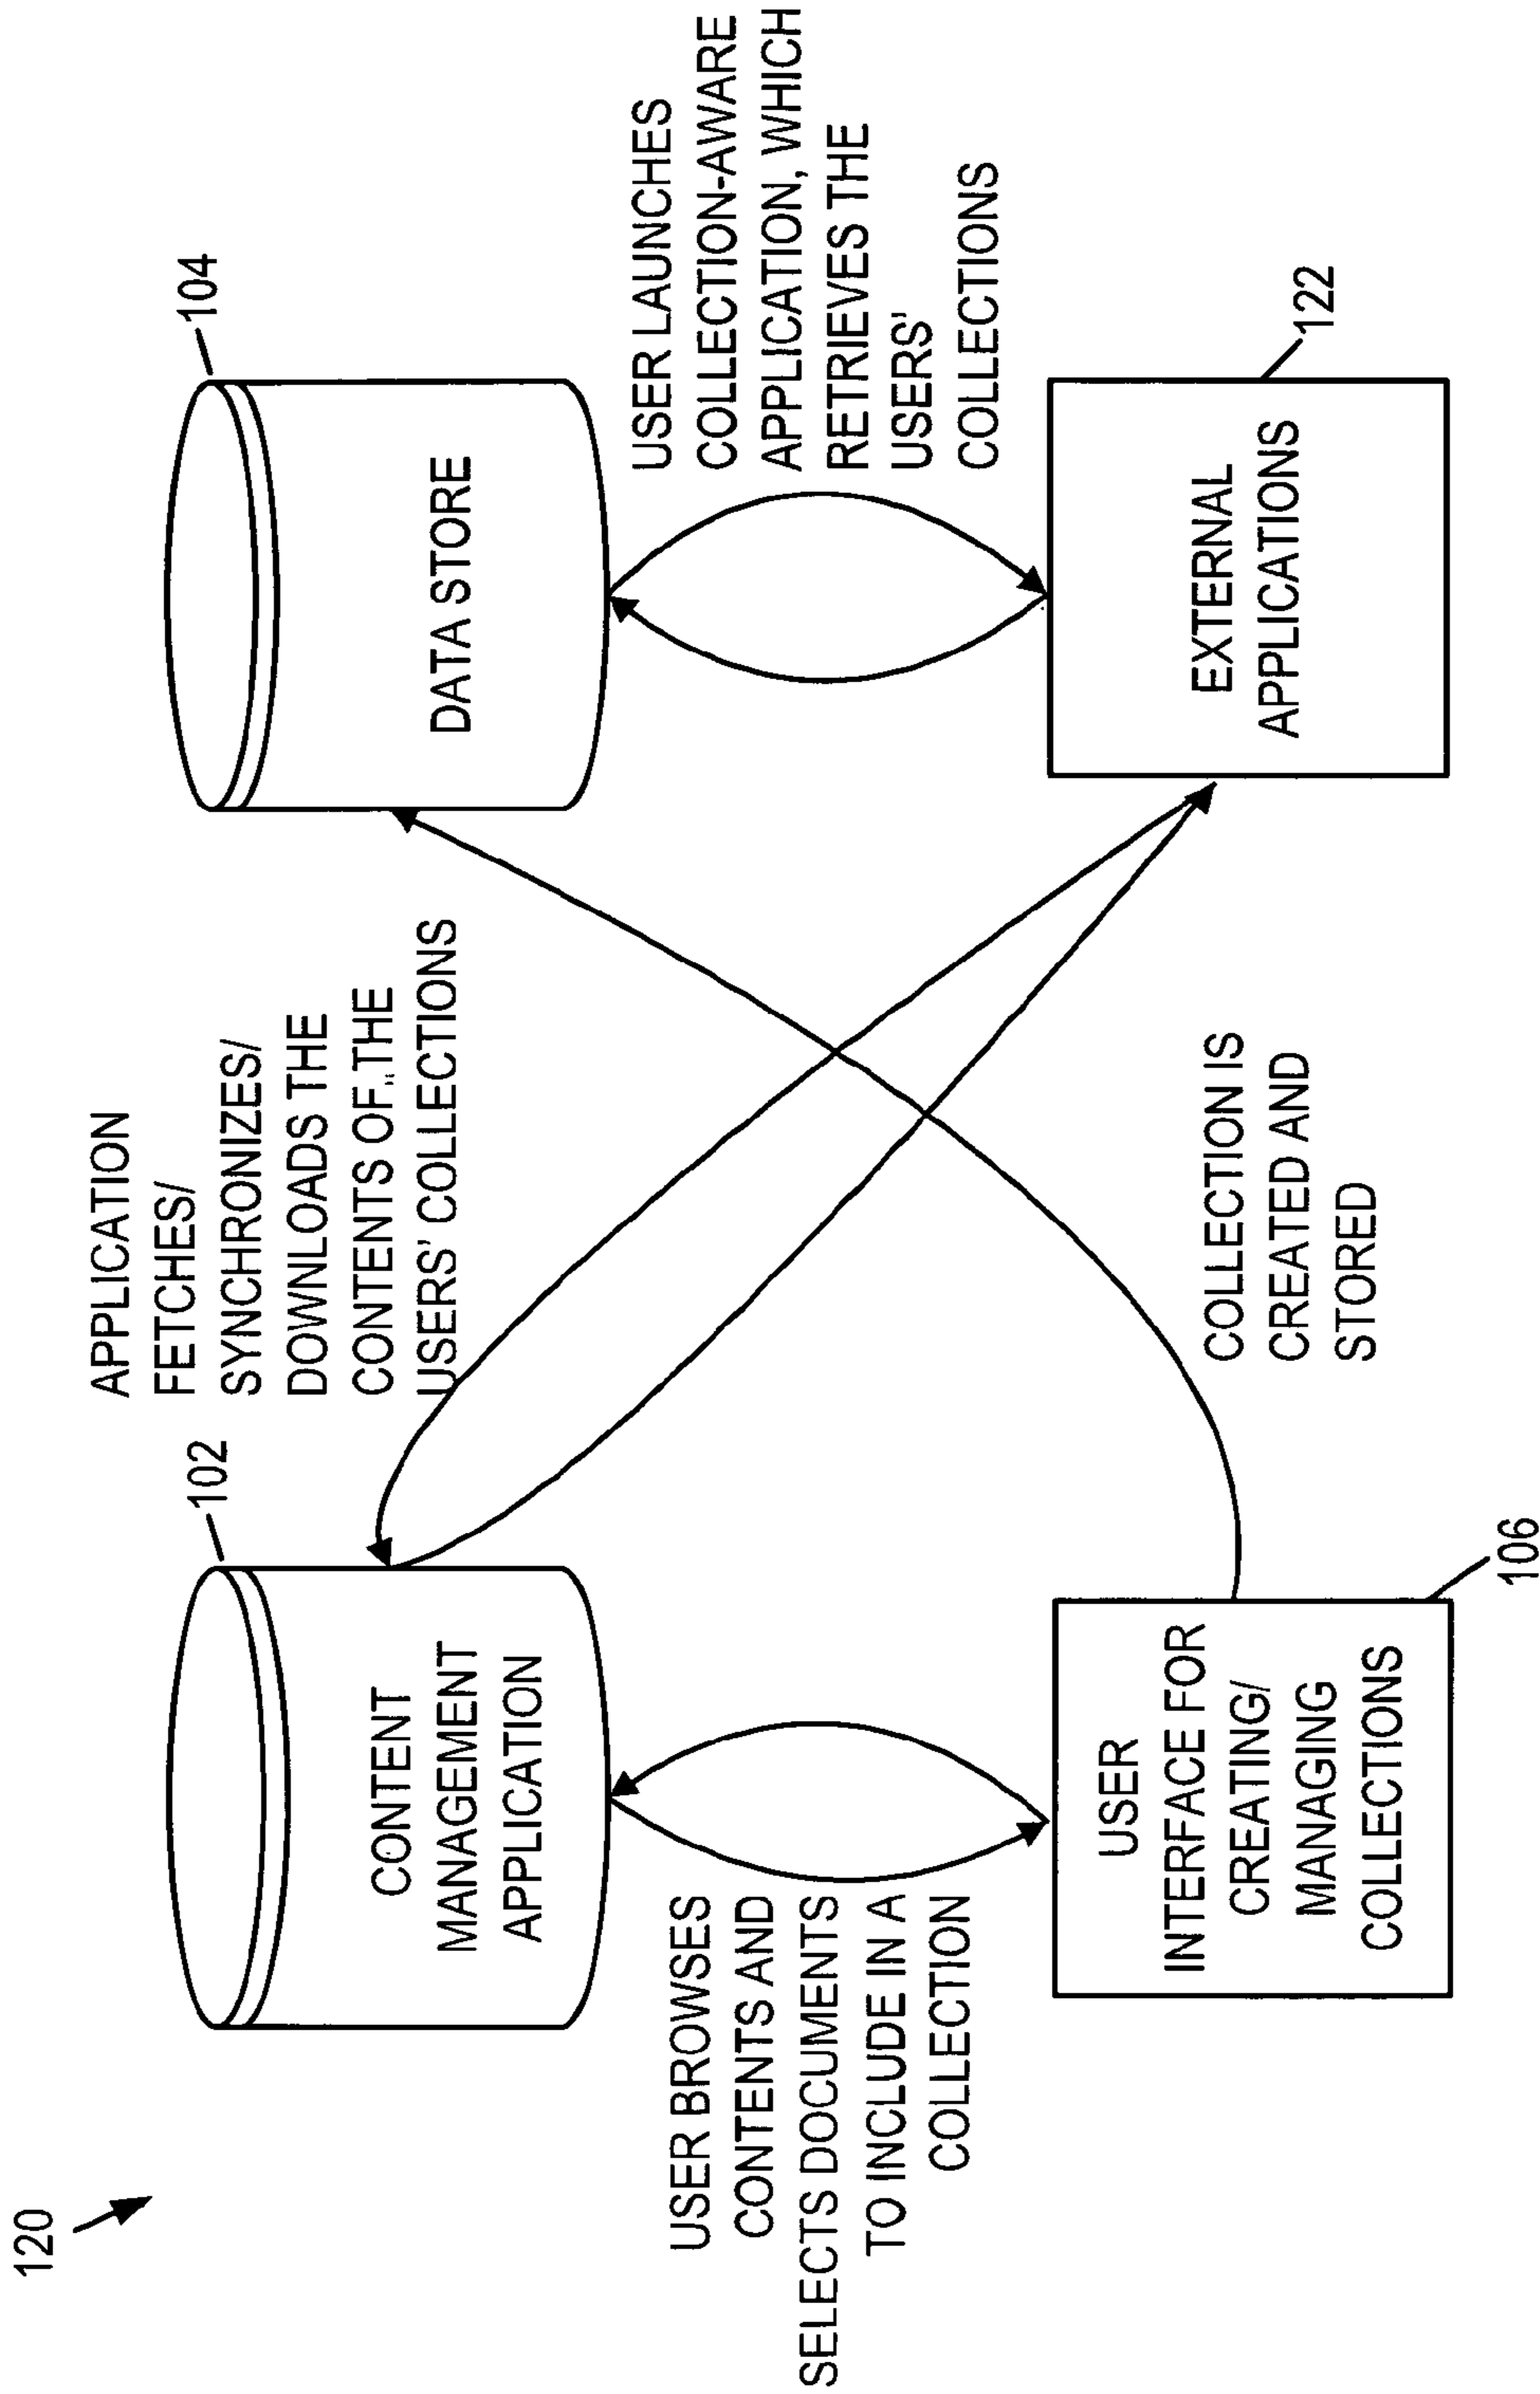 120
102
104
CONTENT
MANAGEMENT
APPLICATION
APPLICATION
FETCHES/
SYNCHRONIZES/
DOWNLOADS THE
CONTENTS OF THE
USERS' COLLECTIONS
DATA STORE
USER BROWSES
CONTENTS AND
SELECTS DOCUMENTS
TO INCLUDE IN A
COLLECTION
USER LAUNCHES
COLLECTION-AWARE
APPLICATION, WHICH
RETRIEVES THE
USERS'
COLLECTIONS
USER
INTERFACE FOR
CREATING/
MANAGING
COLLECTIONS
106
COLLECTION IS
CREATED AND
STORED
EXTERNAL
APPLICATIONS
122